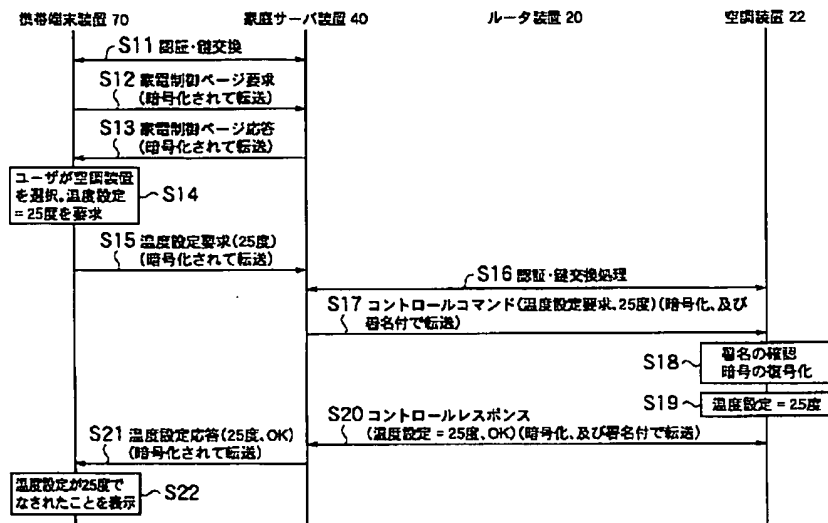 携帯端末装置 70
家庭サーバ装置 40
ルータ装置 20
空調装置 22
S11 認証・鍵交換
S12 家電制御ページ要求
(暗号化されて転送)
S13 家電制御ページ応答
(暗号化されて転送)
ユーザが空調装置
を選択。温度設定
=25度を要求
S14
S15 温度設定要求(25度)
(暗号化されて転送)
S16 認証・鍵交換処理
S17 コントロールコマンド(温度設定要求、25度)(暗号化、及び
署名付で転送)
S18
署名の確認
暗号の復号化
S19
温度設定=25度
S20 コントロールレスポンス
(温度設定=25度、OK)(暗号化、及び署名付で転送)
S21 温度設定応答(25度、OK)
(暗号化されて転送)
温度設定が25度で
なされたことを表示
S22